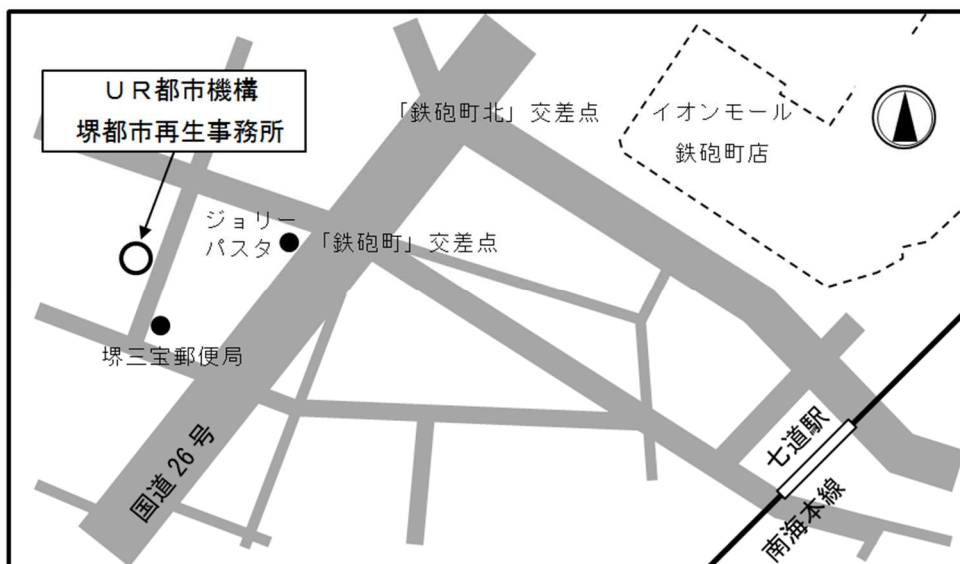 ＵＲ都市機構
堺都市再生事務所
「鉄砲町北」交差点
イオンモール
鉄砲町店
ジョリー
パスタ
「鉄砲町」交差点
堺三宝郵便局
国道 26 号
七道駅
南海本線